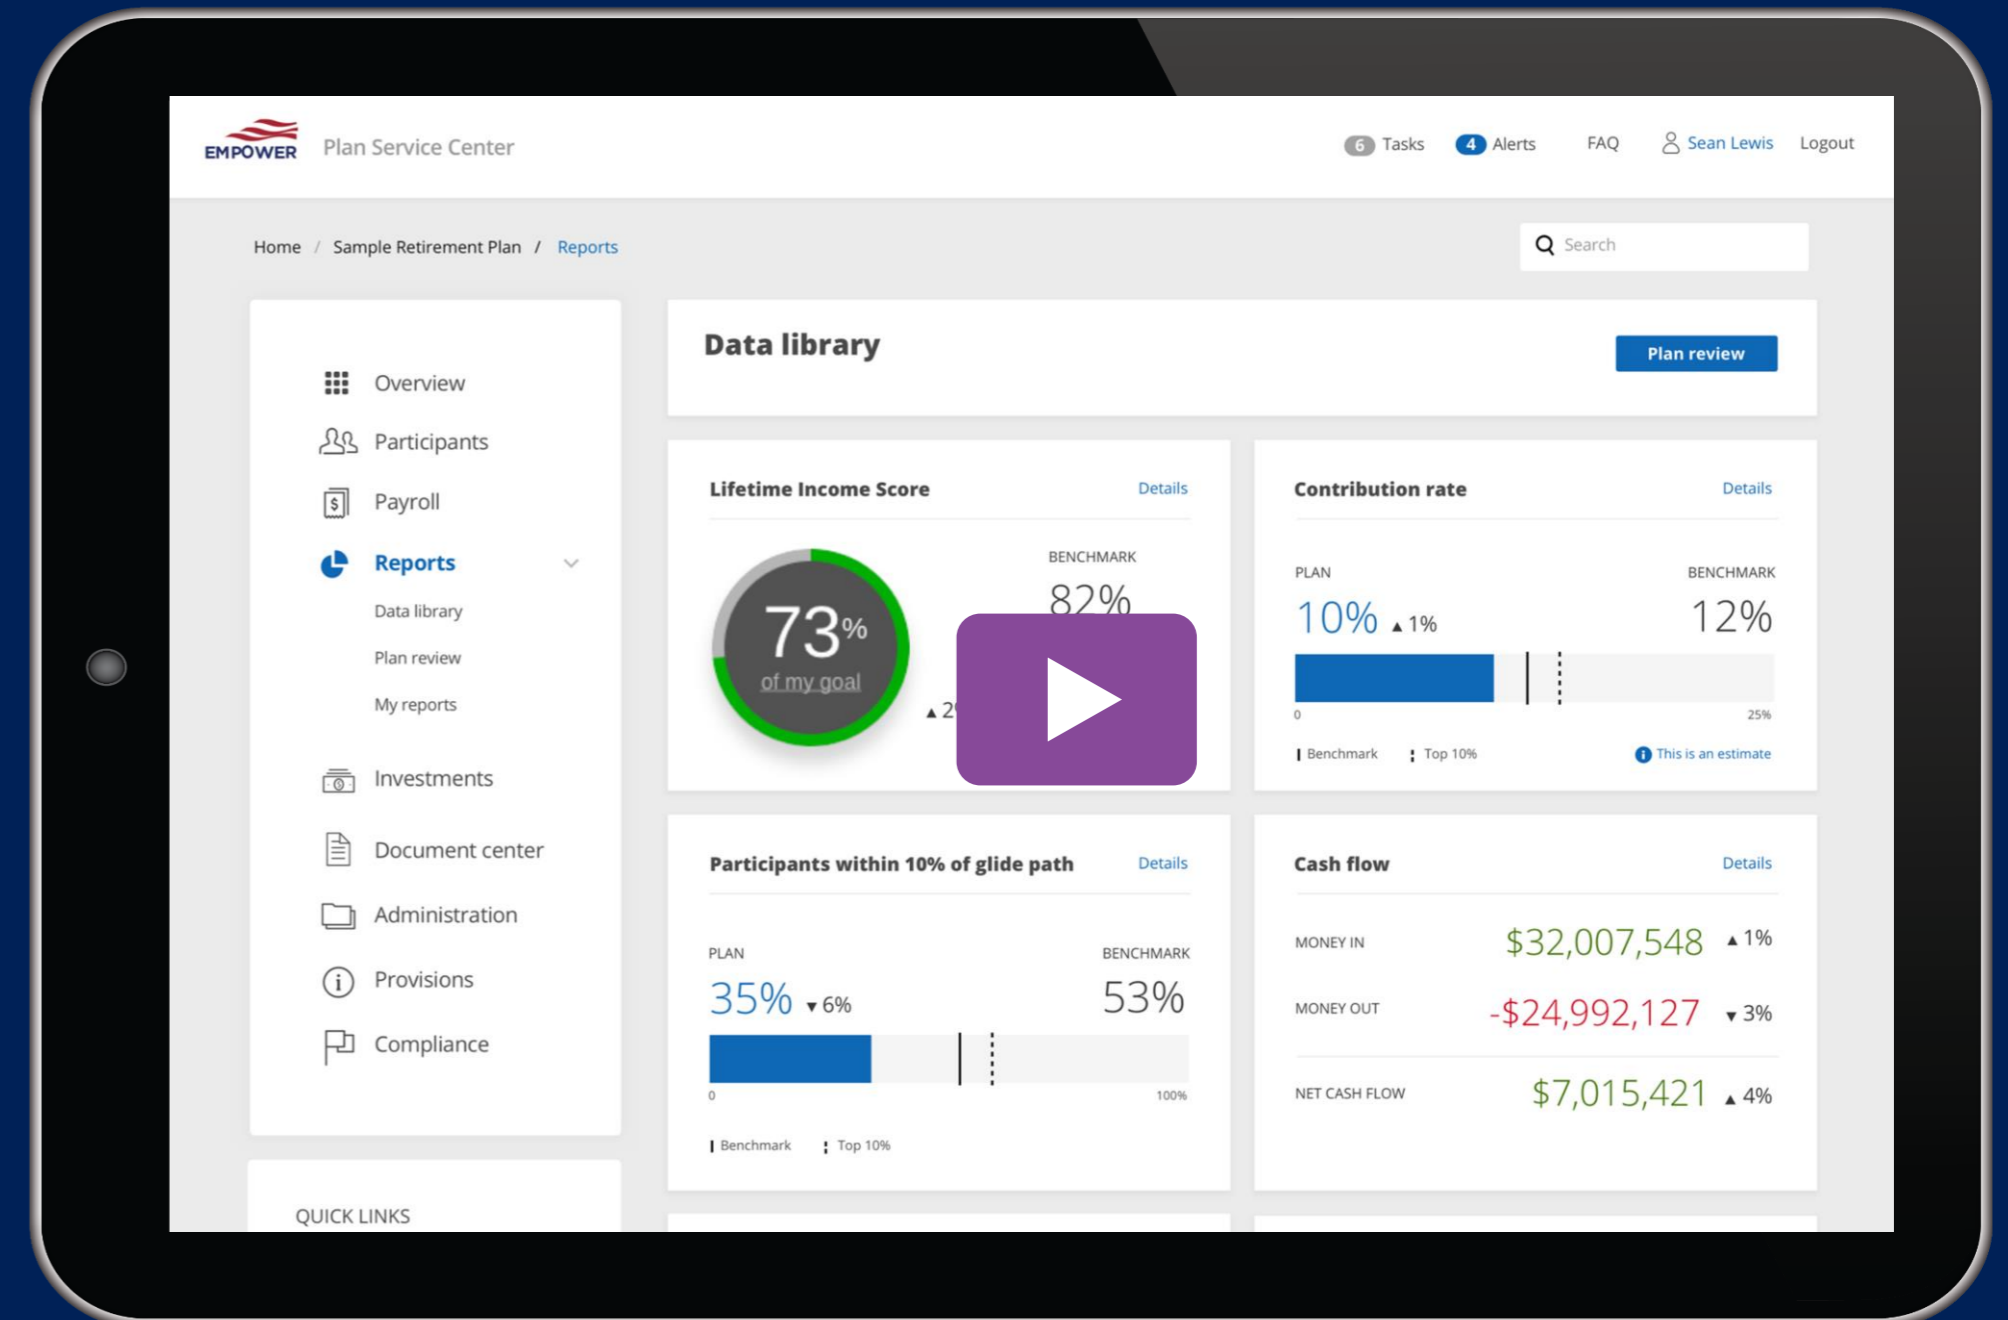 EMPOWER
Plan Service Center
6 Tasks
4 Alerts
FAQ
Sean Lewis
Logout
Home / Sample Retirement Plan / Reports
Search
Overview
Participants
Payroll
Reports
Data library
Plan review
My reports
Investments
Document center
Administration
Provisions
Compliance
QUICK LINKS
Data library
Plan review
Lifetime Income Score
Details
73%
of my goal
BENCHMARK
82%
▲ 2
Contribution rate
Details
PLAN
BENCHMARK
10% ▲ 1%
12%
0
25%
Benchmark
Top 10%
This is an estimate
Participants within 10% of glide path
Details
PLAN
BENCHMARK
35% ▼ 6%
53%
0
100%
Benchmark
Top 10%
Cash flow
Details
MONEY IN $32,007,548 ▲ 1%
MONEY OUT -$24,992,127 ▼ 3%
NET CASH FLOW $7,015,421 ▲ 4%